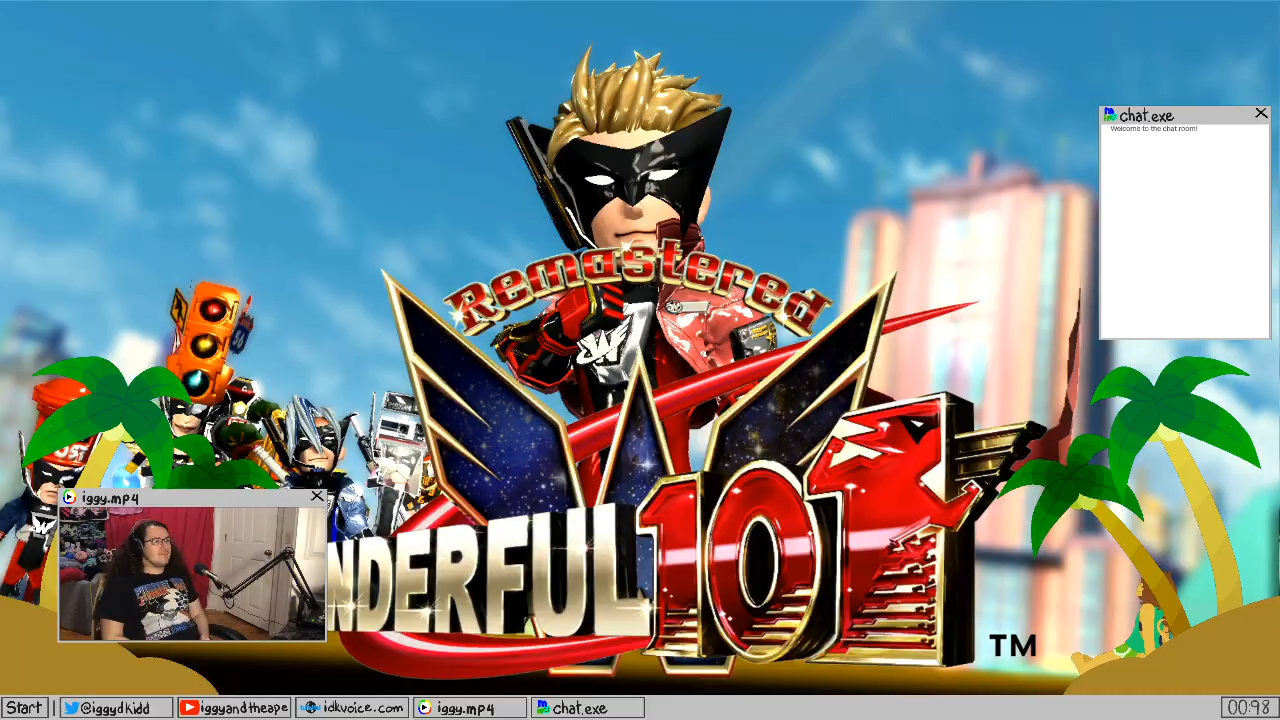 chat.exe
Welcome to the chat room!
Remastered
W
NDERFUL 101
TM
iggy.mp4
Start
@iggydkidd
iggyandtheape
www idkvoice.com
iggy.mp4
chat.exe
00:98